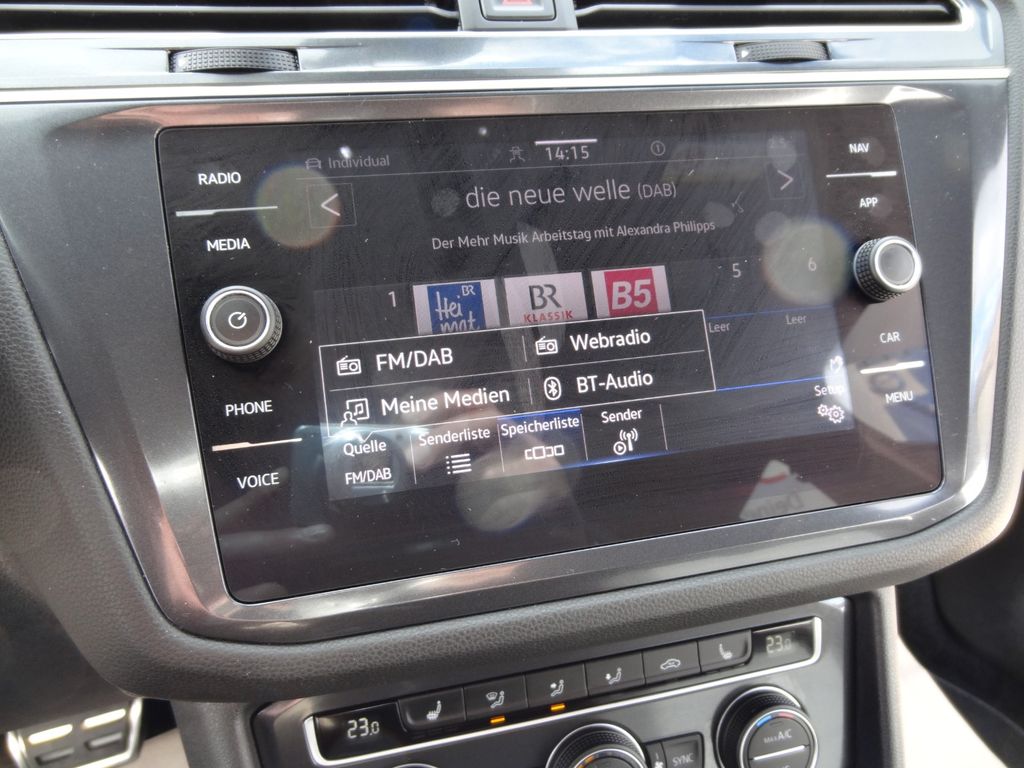 RADIO
MEDIA
PHONE
VOICE
Individual
14:15
NAV
APP
CAR
MENU
die neue welle (DAB)
Der Mehr Musik Arbeitstag mit Alexandra Philipps
1
BR
Hei
mat
BR
KLASSIK
B5
5
6
Leer
Leer
FM/DAB
Webradio
Meine Medien
BT-Audio
Quelle
FM/DAB
Senderliste
Speicherliste
Sender
Setup
23.0
23.0
MAX A/C
SYNC